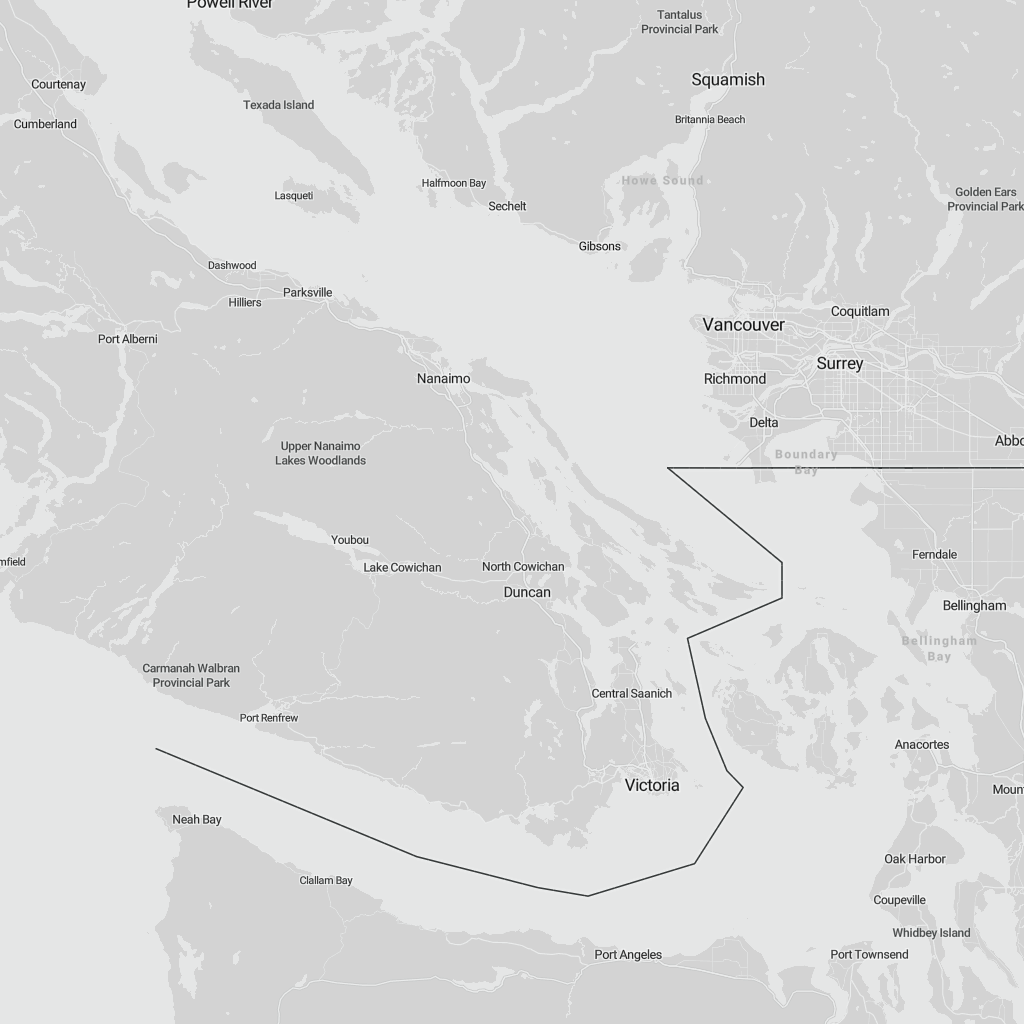 Powell River
Tantalus
Provincial Park
Squamish
Courtenay
Texada Island
Britannia Beach
Cumberland
Halfmoon Bay
Howe Sound
Lasqueti
Sechelt
Golden Ears
Provincial Park
Gibsons
Dashwood
Parksville
Hilliers
Coquitlam
Vancouver
Port Alberni
Surrey
Nanaimo
Richmond
Delta
Abbo
Upper Nanaimo
Lakes Woodlands
Boundary
Bay
Youbou
Ferndale
mfield
Lake Cowichan
North Cowichan
Duncan
Bellingham
Bellingham
Bay
Carmanah Walbran
Provincial Park
Central Saanich
Port Renfrew
Anacortes
Victoria
Moun
Neah Bay
Oak Harbor
Clallam Bay
Coupeville
Whidbey Island
Port Angeles
Port Townsend